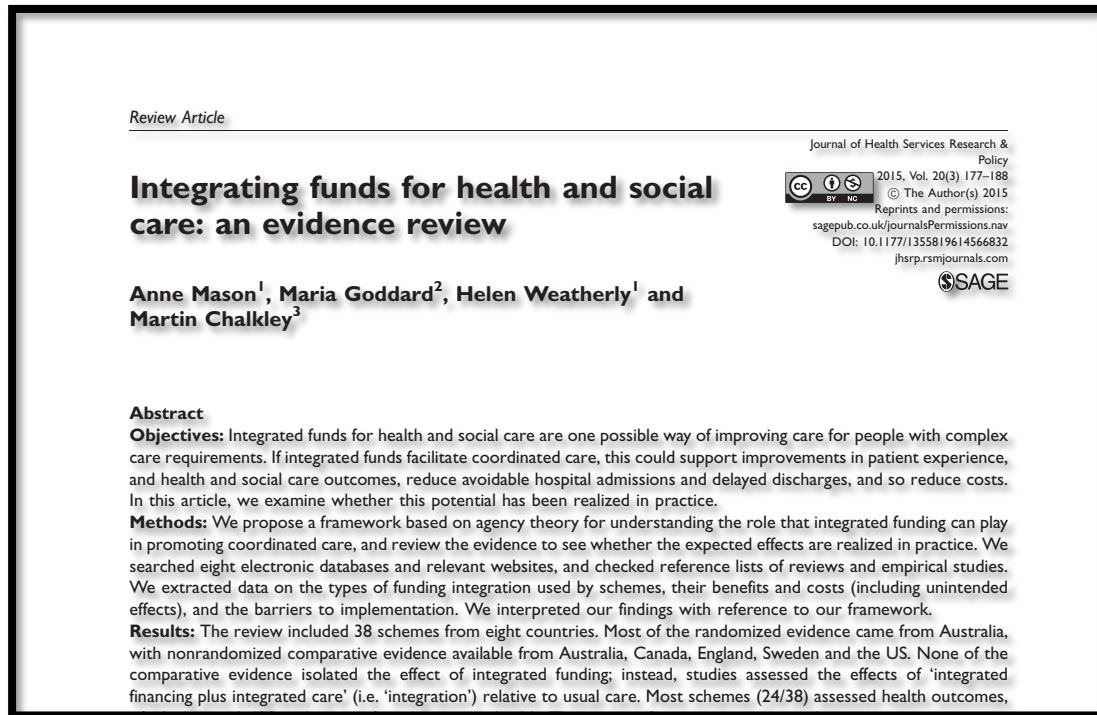 Review Article
Journal of Health Services Research &
Policy
2015, Vol. 20(3) 177–188
© The Author(s) 2015
Reprints and permissions:
sagepub.co.uk/journalsPermissions.nav
DOI: 10.1177/1355819614566832
jhsrp.rsmjournals.com
SAGE
cc
BY NC
Integrating funds for health and social
care: an evidence review
Anne Mason1, Maria Goddard2, Helen Weatherly1 and
Martin Chalkley3
Abstract
Objectives: Integrated funds for health and social care are one possible way of improving care for people with complex
care requirements. If integrated funds facilitate coordinated care, this could support improvements in patient experience,
and health and social care outcomes, reduce avoidable hospital admissions and delayed discharges, and so reduce costs.
In this article, we examine whether this potential has been realized in practice.
Methods: We propose a framework based on agency theory for understanding the role that integrated funding can play
in promoting coordinated care, and review the evidence to see whether the expected effects are realized in practice. We
searched eight electronic databases and relevant websites, and checked reference lists of reviews and empirical studies.
We extracted data on the types of funding integration used by schemes, their benefits and costs (including unintended
effects), and the barriers to implementation. We interpreted our findings with reference to our framework.
Results: The review included 38 schemes from eight countries. Most of the randomized evidence came from Australia,
with nonrandomized comparative evidence available from Australia, Canada, England, Sweden and the US. None of the
comparative evidence isolated the effect of integrated funding; instead, studies assessed the effects of ‘integrated
financing plus integrated care’ (i.e. ‘integration’) relative to usual care. Most schemes (24/38) assessed health outcomes,